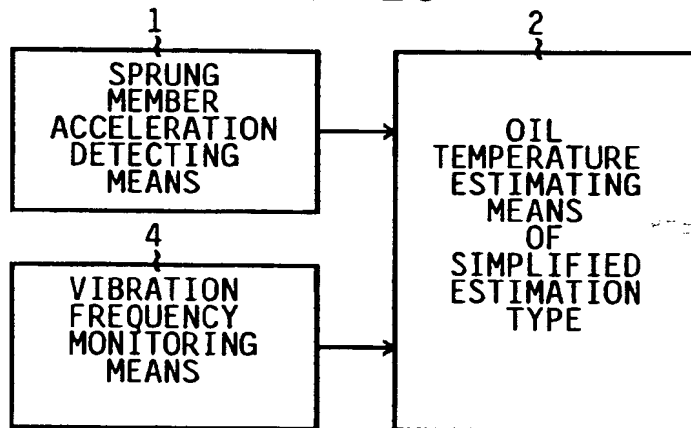 1
SPRUNG
MEMBER
ACCELERATION
DETECTING
MEANS
2
OIL
TEMPERATURE
ESTIMATING
MEANS
OF
SIMPLIFIED
ESTIMATION
TYPE
4
VIBRATION
FREQUENCY
MONITORING
MEANS